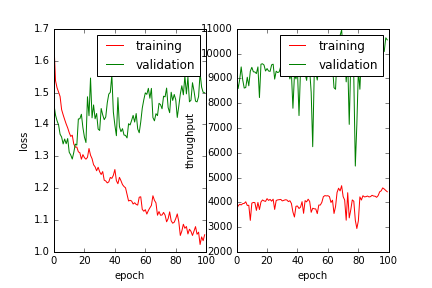 1.7
1.6
1.5
1.4
1.3
1.2
1.1
1.0
loss
0 20 40 60 80 100
epoch
training
validation
11000
10000
9000
8000
7000
6000
5000
4000
3000
2000
throughput
0 20 40 60 80 100
epoch
training
validation